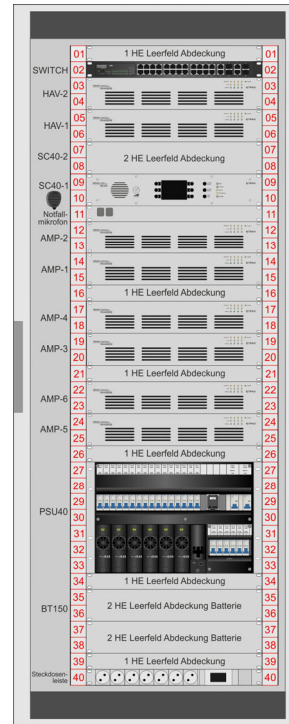 01 1 HE Leerfeld Abdeckung 01
SWITCH 02 02
HAV-2 03 03
04 04
HAV-1 05 05
06 06
SC40-2 07 2 HE Leerfeld Abdeckung 07
08 08
SC40-1 09 09
10 10
Notfall-
mikrofon 11 11
AMP-2 12 12
13 13
AMP-1 14 14
15 15
16 1 HE Leerfeld Abdeckung 16
AMP-4 17 17
18 18
AMP-3 19 19
20 20
21 1 HE Leerfeld Abdeckung 21
AMP-6 22 22
23 23
AMP-5 24 24
25 25
26 1 HE Leerfeld Abdeckung 26
27 27
28 28
29 29
PSU40 30 30
31 31
32 32
33 33
34 1 HE Leerfeld Abdeckung 34
BT150 35 2 HE Leerfeld Abdeckung Batterie 35
36 36
37 2 HE Leerfeld Abdeckung Batterie 37
38 38
39 1 HE Leerfeld Abdeckung 39
Steckdosen-
leiste 40 40